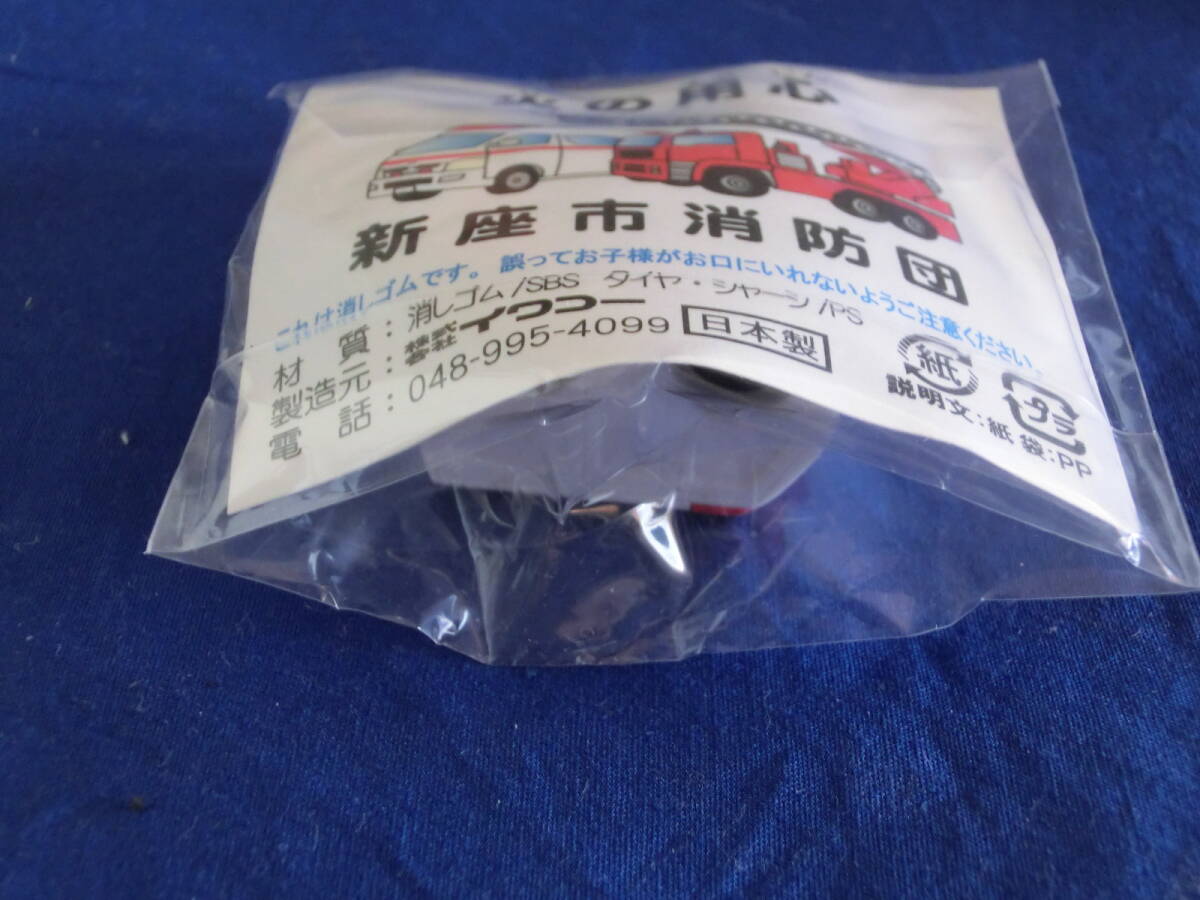 火の用心
新座市消防団
これは消しゴムです。 誤ってお子様がお口にいれないようご注意ください。
材 質：消しゴム/SBS タイヤ・シャーシ/PS
製造元：株式会社イワコー
電 話：048-995-4099 日本製
紙 プラ
説明文：紙 袋：PP